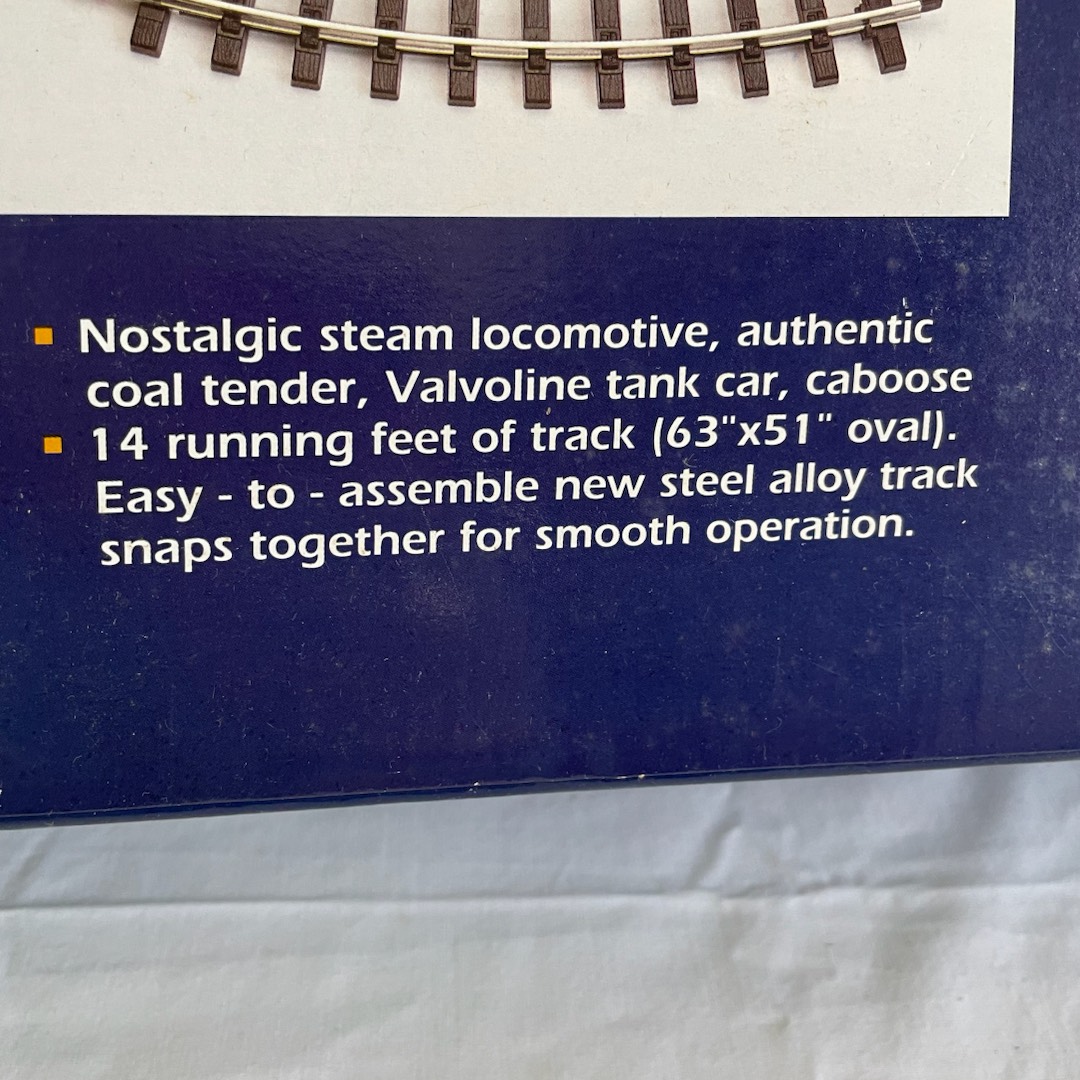 ▪ Nostalgic steam locomotive, authentic
coal tender, Valvoline tank car, caboose
▪ 14 running feet of track (63"x51" oval).
Easy - to - assemble new steel alloy track
snaps together for smooth operation.